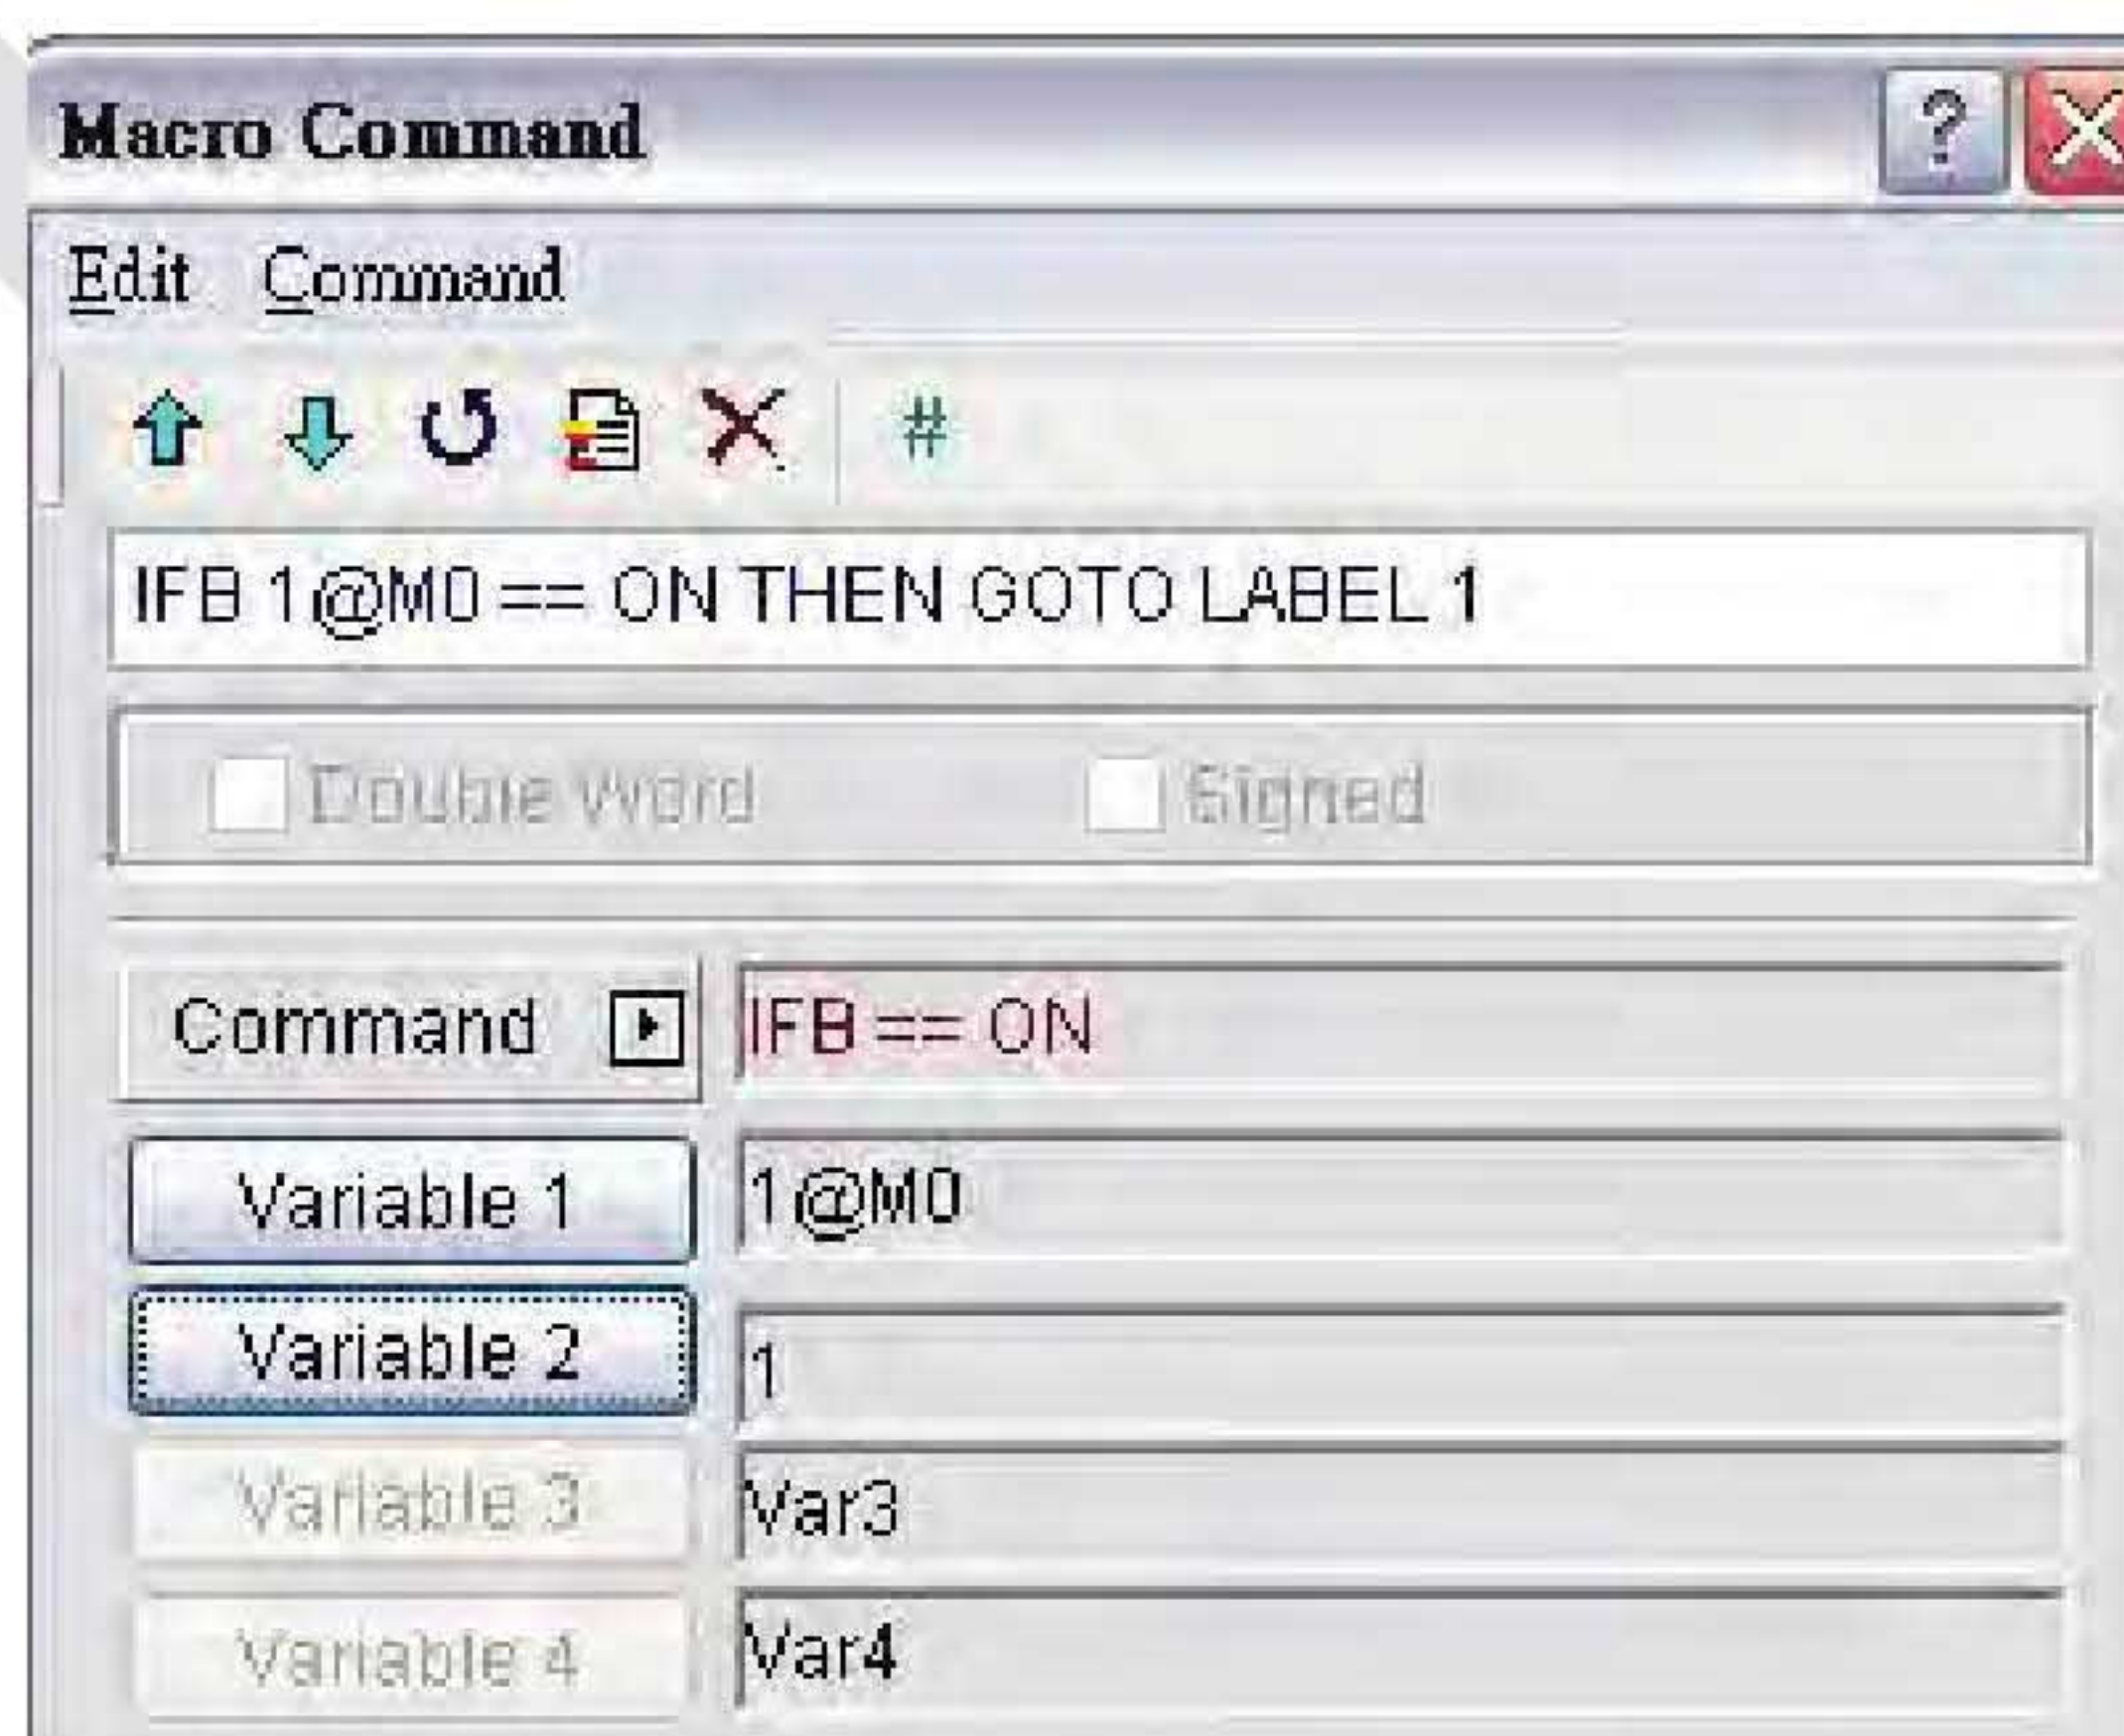 Macro Command
?
Edit Command
#
IFB 1@M0 == ON THEN GOTO LABEL 1
Double Word Signed
Command IFB == ON
Variable 1 1@M0
Variable 2 1
Variable 3 Var3
Variable 4 Var4